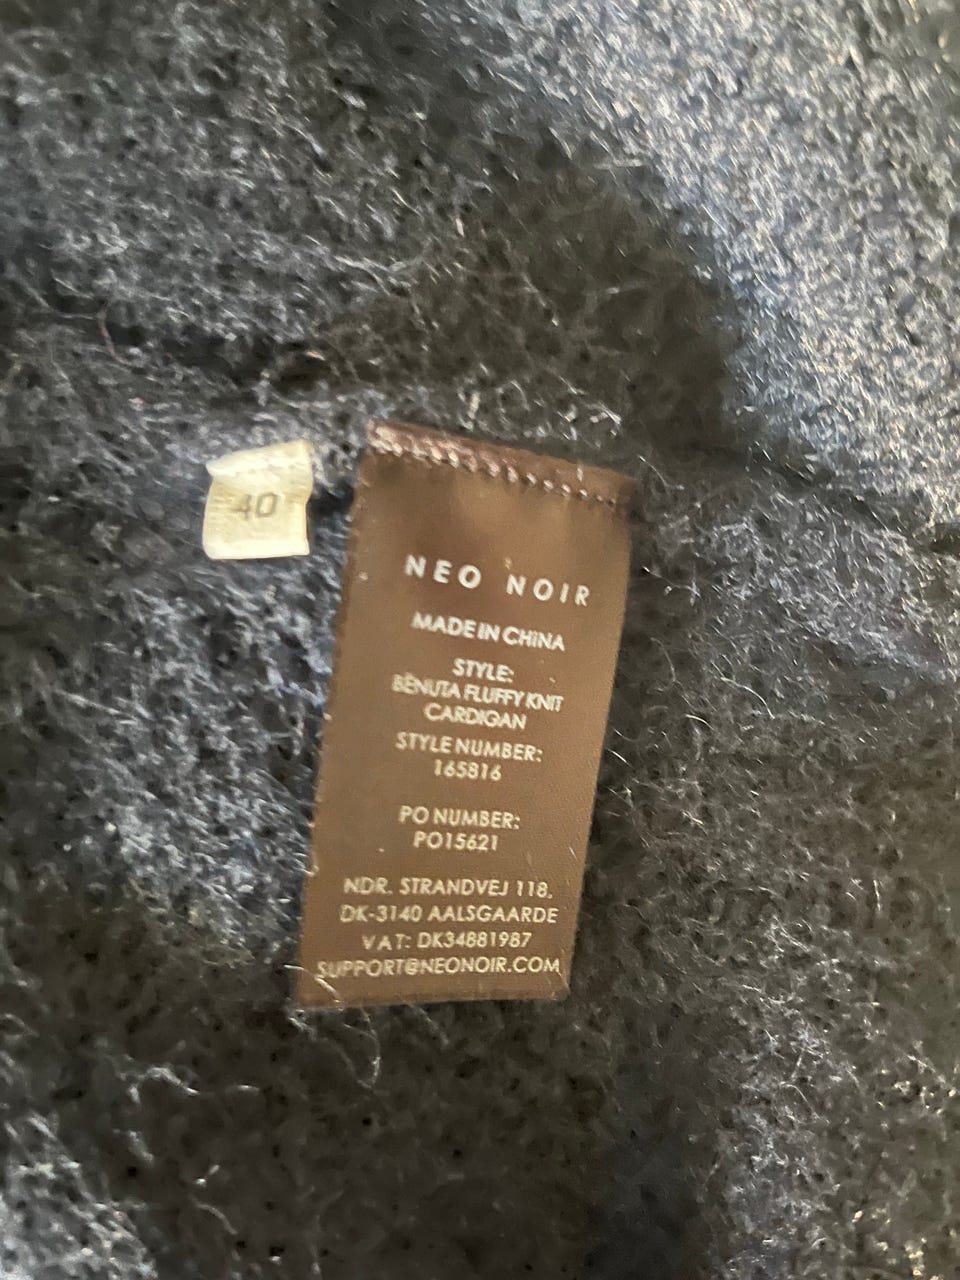 40
NEO NOIR
MADE IN CHINA
STYLE:
BENUTA FLUFFY KNIT
CARDIGAN
STYLE NUMBER:
165816
PO NUMBER:
PO15621
NDR. STRANDVEJ 118,
DK-3140 AALSGAARDE
VAT: DK34881987
SUPPORT@NEONOIR.COM